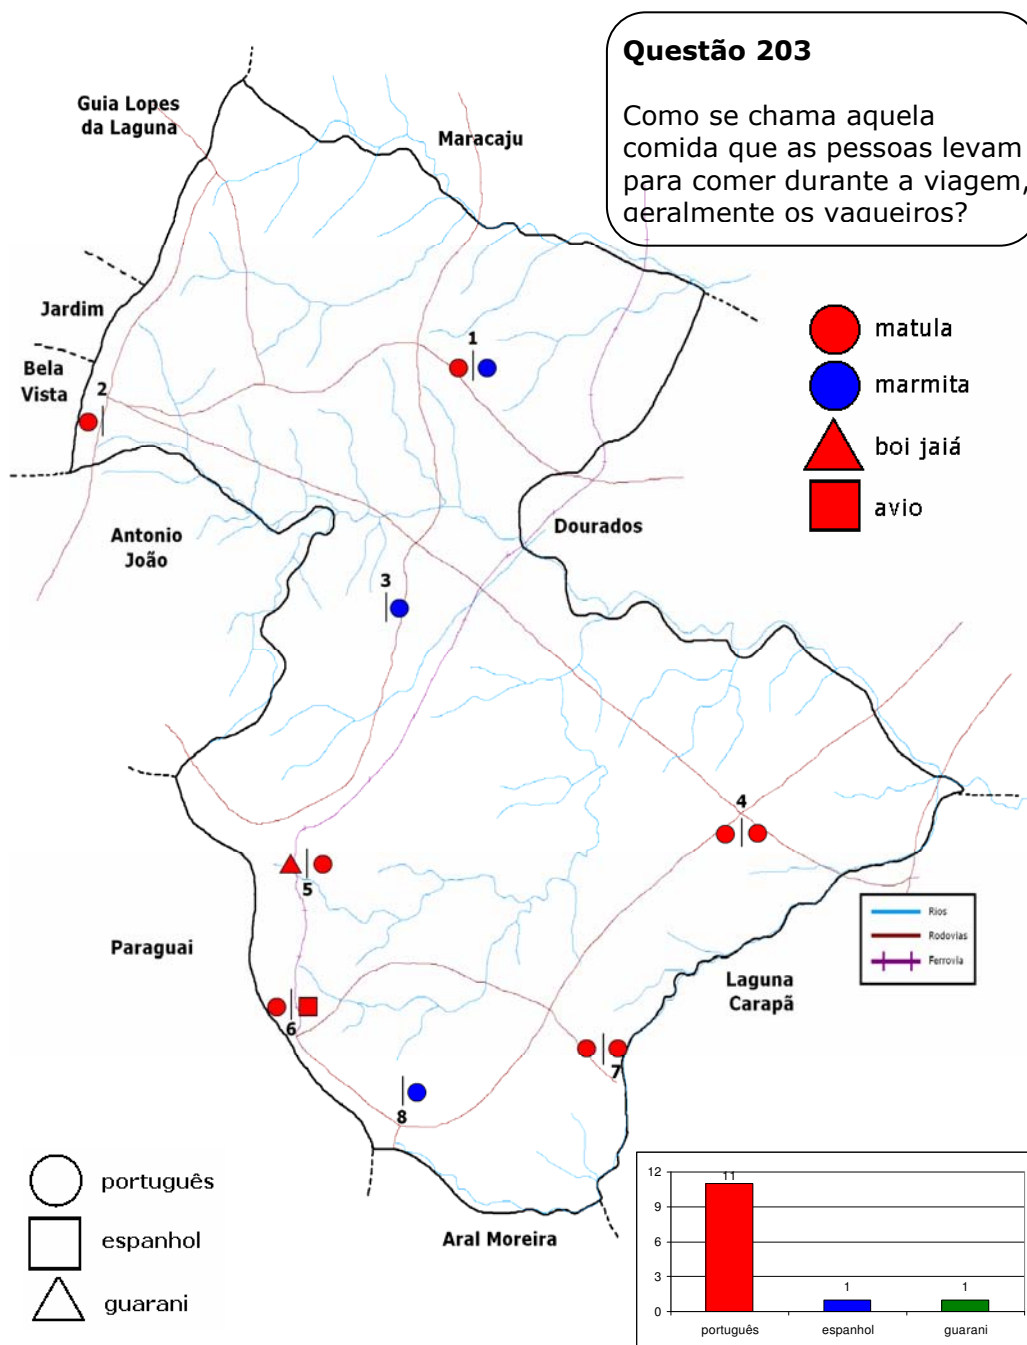 Questão 203
Como se chama aquela
comida que as pessoas levam
para comer durante a viagem,
geralmente os vaqueiros?
Guia Lopes
da Laguna
Maracaju
Jardim
Bela
Vista
1
2
matula
marmita
boi jaiá
avio
Antonio
João
Dourados
3
4
5
Paraguai
Rios
Rodovias
Ferrovia
Laguna
Carapã
6
7
8
português
espanhol
guarani
Aral Moreira
12
9
6
3
0
11
1
1
português
espanhol
guarani